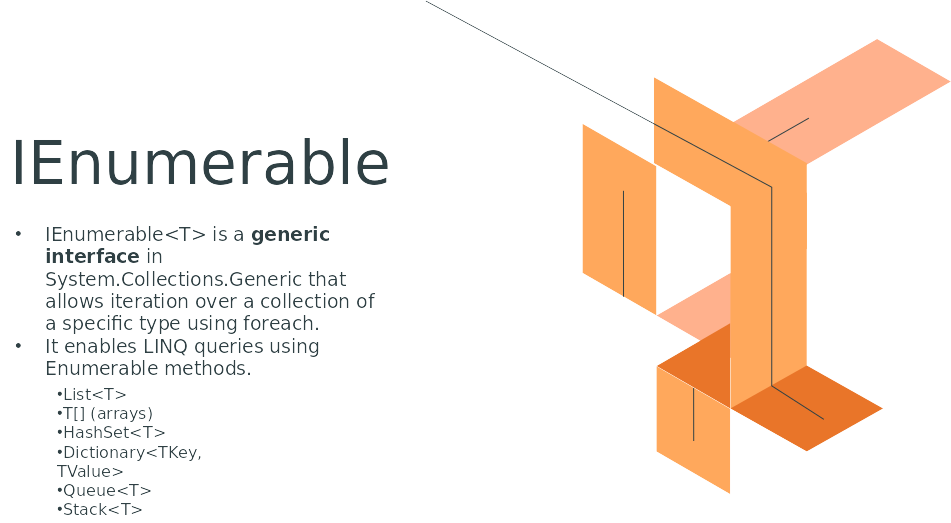 IEnumerable
• IEnumerable<T> is a generic
interface in
System.Collections.Generic that
allows iteration over a collection of
a specific type using foreach.
• It enables LINQ queries using
Enumerable methods.
•List<T>
•T[] (arrays)
•HashSet<T>
•Dictionary<TKey,
TValue>
•Queue<T>
•Stack<T>